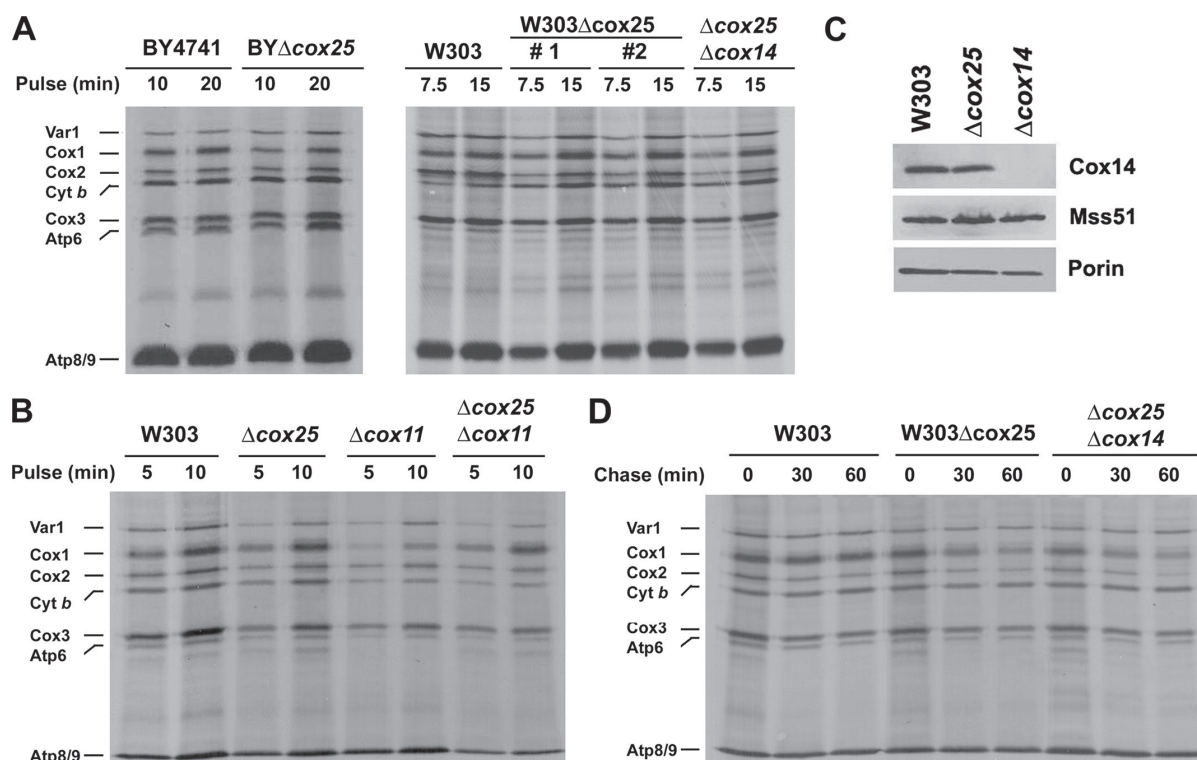 A
BY4741 BYΔcox25
Pulse (min) 10 20 10 20
Var1
Cox1
Cox2
Cyt b
Cox3
Atp6
Atp8/9
W303Δcox25 Δcox25
W303 # 1 #2 Δcox14
7.5 15 7.5 15 7.5 15 7.5 15
C
W303 Δcox25 Δcox14
Cox14
Mss51
Porin
B
Δcox25
W303 Δcox25 Δcox11 Δcox11
Pulse (min) 5 10 5 10 5 10 5 10
Var1
Cox1
Cox2
Cyt b
Cox3
Atp6
Atp8/9
D
Δcox25
W303 W303Δcox25 Δcox14
Chase (min) 0 30 60 0 30 60 0 30 60
Var1
Cox1
Cox2
Cyt b
Cox3
Atp6
Atp8/9